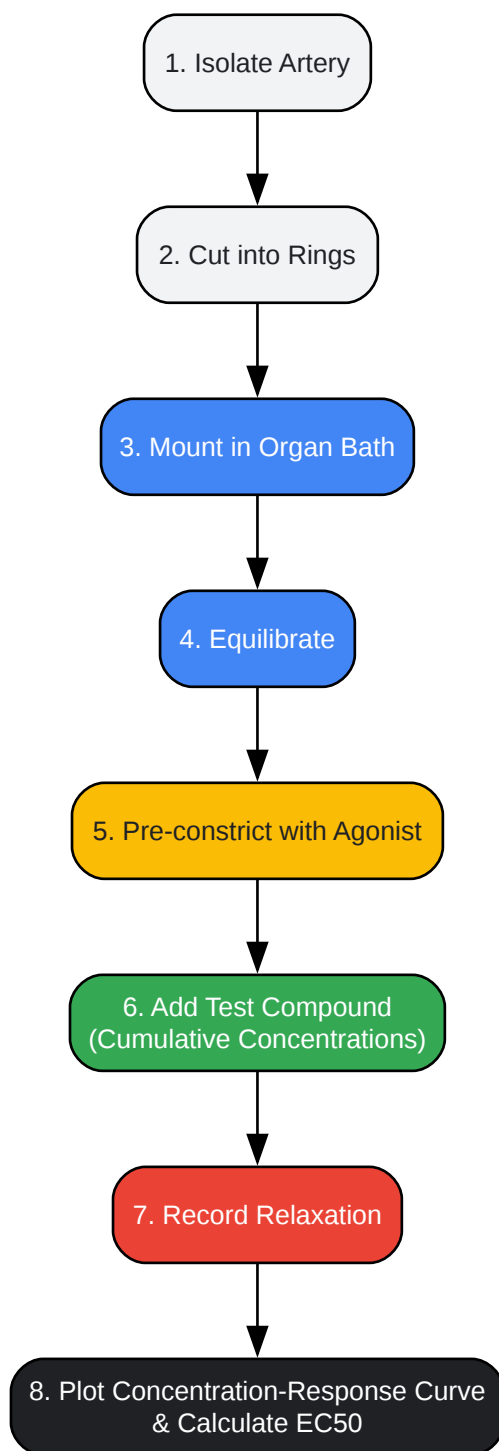 1. Isolate Artery
2. Cut into Rings
3. Mount in Organ Bath
4. Equilibrate
5. Pre-constrict with Agonist
6. Add Test Compound
(Cumulative Concentrations)
7. Record Relaxation
8. Plot Concentration-Response Curve
& Calculate EC50